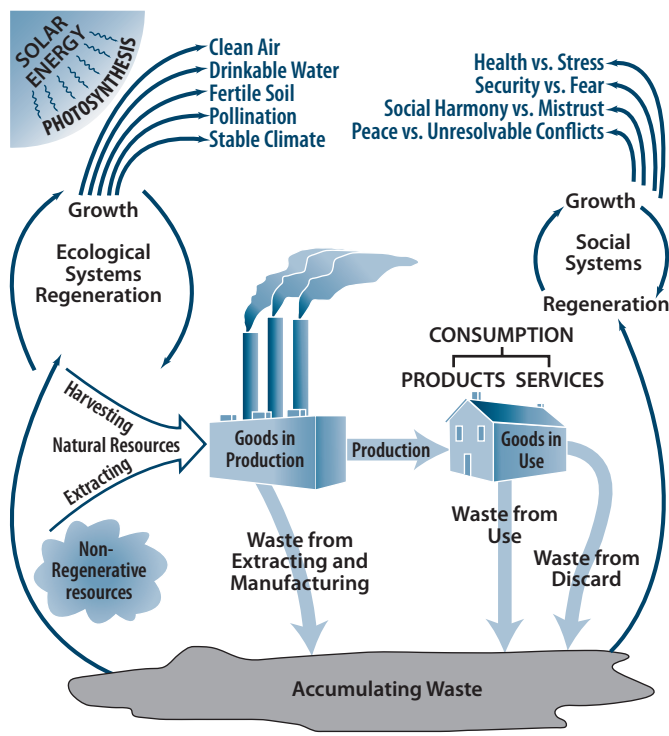 SOLAR
ENERGY
PHOTOSYNTHESIS
Clean Air
Drinkable Water
Fertile Soil
Pollination
Stable Climate
Health vs. Stress
Security vs. Fear
Social Harmony vs. Mistrust
Peace vs. Unresolvable Conflicts
Growth
Ecological
Systems
Regeneration
Growth
Social
Systems
Regeneration
CONSUMPTION
PRODUCTS SERVICES
Harvesting
Natural Resources
Extracting
Goods in
Production
Production
Goods in
Use
Non-
Regenerative
resources
Waste from
Extracting and
Manufacturing
Waste from
Use
Waste from
Discard
Accumulating Waste